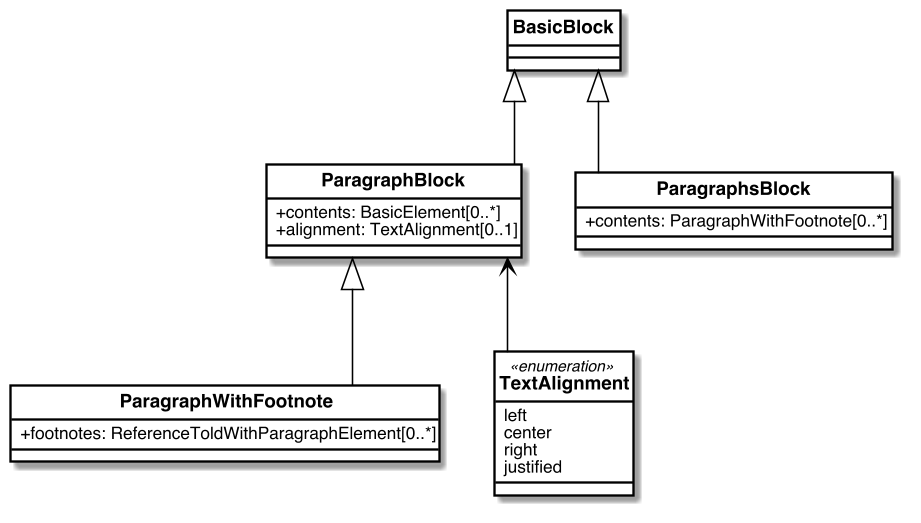 BasicBlock
ParagraphBlock
+contents: BasicElement[0..*]
+alignment: TextAlignment[0..1]
ParagraphsBlock
+contents: ParagraphWithFootnote[0..*]
ParagraphWithFootnote
+footnotes: ReferenceToIdWithParagraphElement[0..*]
«enumeration»
TextAlignment
left
center
right
justified